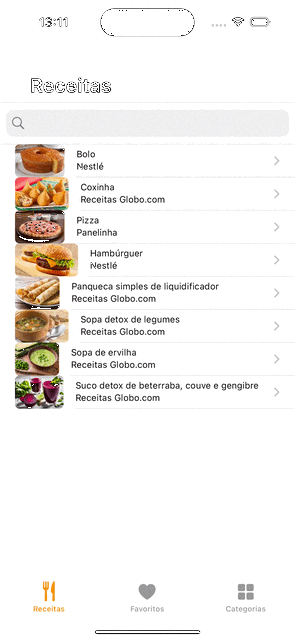 13:11
Receitas
Bolo
Nestlé
Coxinha
Receitas Globo.com
Pizza
Panelinha
Hambúrguer
Nestlé
Panqueca simples de liquidificador
Receitas Globo.com
Sopa detox de legumes
Receitas Globo.com
Sopa de ervilha
Receitas Globo.com
Suco detox de beterraba, couve e gengibre
Receitas Globo.com
Receitas
Favoritos
Categorias